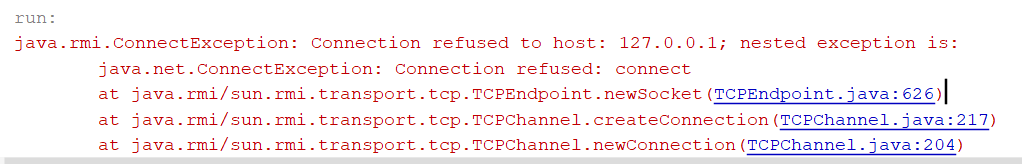 run:
java.rmi.ConnectException: Connection refused to host: 127.0.0.1; nested exception is:
java.net.ConnectException: Connection refused: connect
at java.rmi/sun.rmi.transport.tcp.TCPEndpoint.newSocket(TCPEndpoint.java:626)
at java.rmi/sun.rmi.transport.tcp.TCPChannel.createConnection(TCPChannel.java:217)
at java.rmi/sun.rmi.transport.tcp.TCPChannel.newConnection(TCPChannel.java:204)